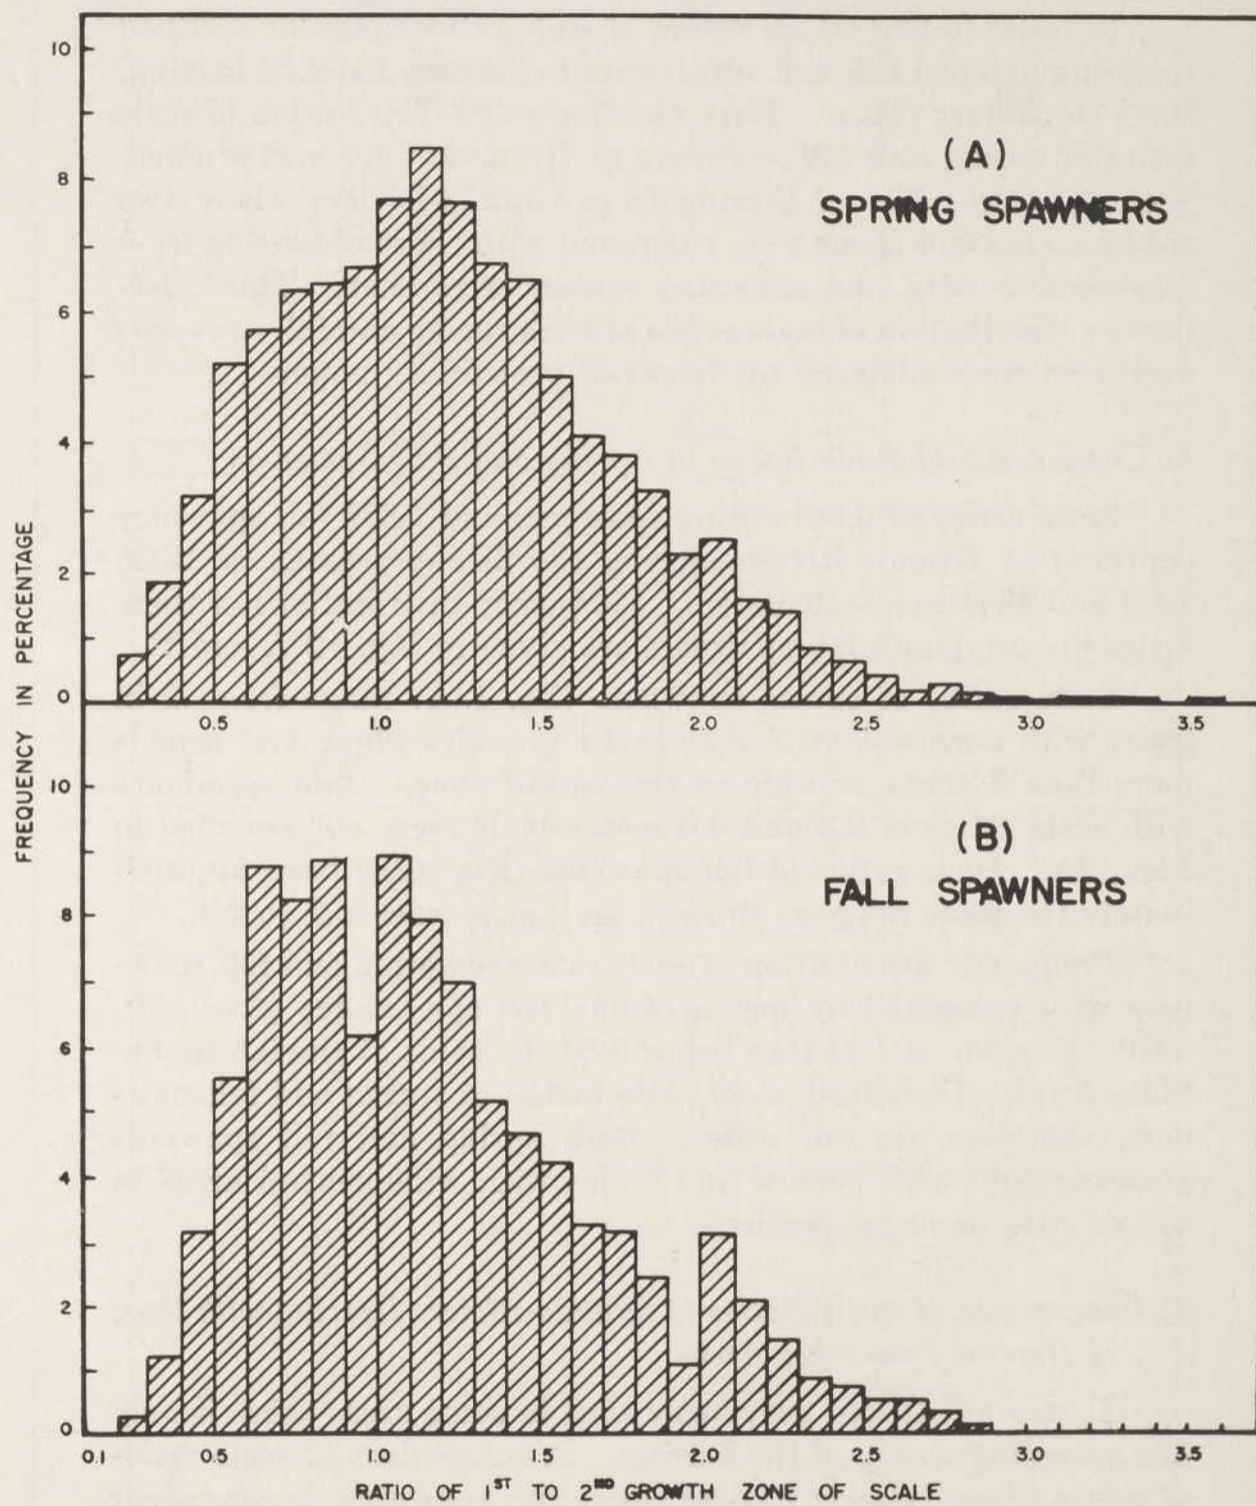 10
8
6
4
2
0
(A)
SPRING SPAWNERS
0.5 1.0 1.5 2.0 2.5 3.0 3.5
FREQUENCY IN PERCENTAGE
10
8
6
4
2
0
(B)
FALL SPAWNERS
0.1 0.5 1.0 1.5 2.0 2.5 3.0 3.5
RATIO OF 1ST TO 2ND GROWTH ZONE OF SCALE